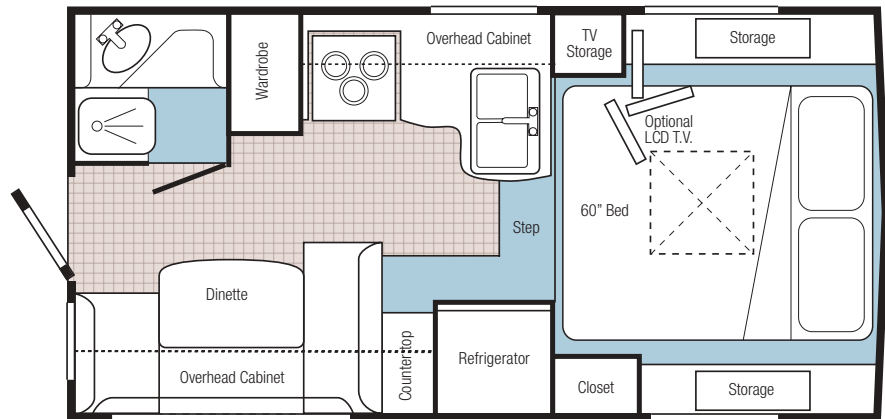 Overhead Cabinet
TV
Storage
Storage
Wardrobe
Optional
LCD T.V.
60" Bed
Step
Dinette
Countertop
Refrigerator
Overhead Cabinet
Closet
Storage